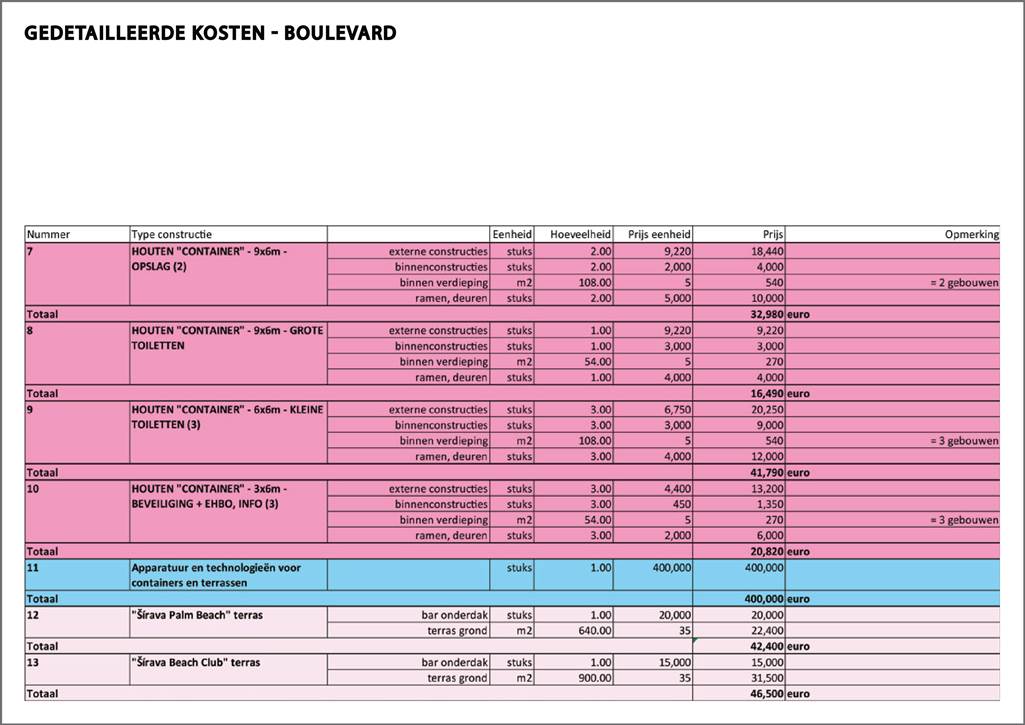 GEDETAILLEERDE KOSTEN - BOULEVARD
Nummer Type constructie Eenheid Hoeveelheid Prijs eenheid Prijs Opmerking
7 HOUTEN "CONTAINER" - 9x6m - externe constructies stuks 2.00 9,220 18,440
OPSLAG (2) binnenconstructies stuks 2.00 2,000 4,000
binnen verdieping m2 108.00 5 540 = 2 gebouwen
ramen, deuren stuks 2.00 5,000 10,000
Totaal 32,980 euro
8 HOUTEN "CONTAINER" - 9x6m - GROTE externe constructies stuks 1.00 9,220 9,220
TOILETTEN binnenconstructies stuks 1.00 3,000 3,000
binnen verdieping m2 54.00 5 270
ramen, deuren stuks 1.00 4,000 4,000
Totaal 16,490 euro
9 HOUTEN "CONTAINER" - 6x6m - KLEINE externe constructies stuks 3.00 6,750 20,250
TOILETTEN (3) binnenconstructies stuks 3.00 3,000 9,000
binnen verdieping m2 108.00 5 540 = 3 gebouwen
ramen, deuren stuks 3.00 4,000 12,000
Totaal 41,790 euro
10 HOUTEN "CONTAINER" - 3x6m - externe constructies stuks 3.00 4,400 13,200
BEVEILIGING + EHBO, INFO (3) binnenconstructies stuks 3.00 450 1,350
binnen verdieping m2 54.00 5 270 = 3 gebouwen
ramen, deuren stuks 3.00 2,000 6,000
Totaal 20,820 euro
11 Apparatuur en technologieën voor stuks 1.00 400,000 400,000
containers en terrassen
Totaal 400,000 euro
12 "Šírava Palm Beach" terras bar onderdak stuks 1.00 20,000 20,000
terras grond m2 640.00 35 22,400
Totaal 42,400 euro
13 "Šírava Beach Club" terras bar onderdak stuks 1.00 15,000 15,000
terras grond m2 900.00 35 31,500
Totaal 46,500 euro